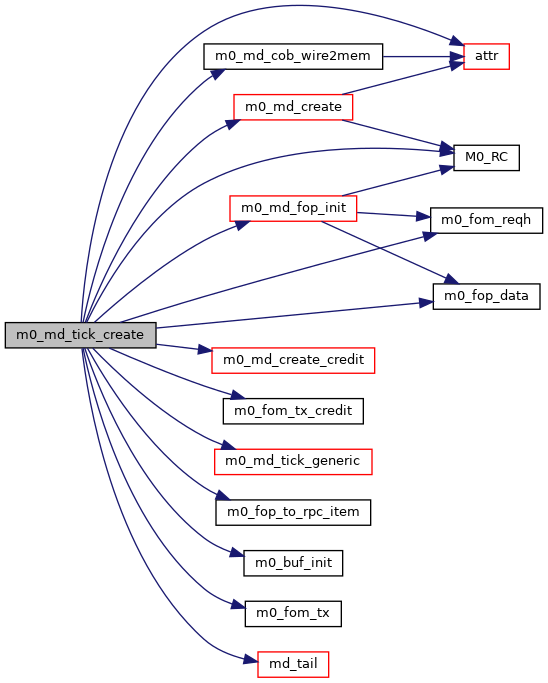 m0_md_cob_wire2mem
attr
m0_md_create
M0_RC
m0_md_fop_init
m0_fom_reqh
m0_fop_data
m0_md_tick_create
m0_md_create_credit
m0_fom_tx_credit
m0_md_tick_generic
m0_fop_to_rpc_item
m0_buf_init
m0_fom_tx
md_tail